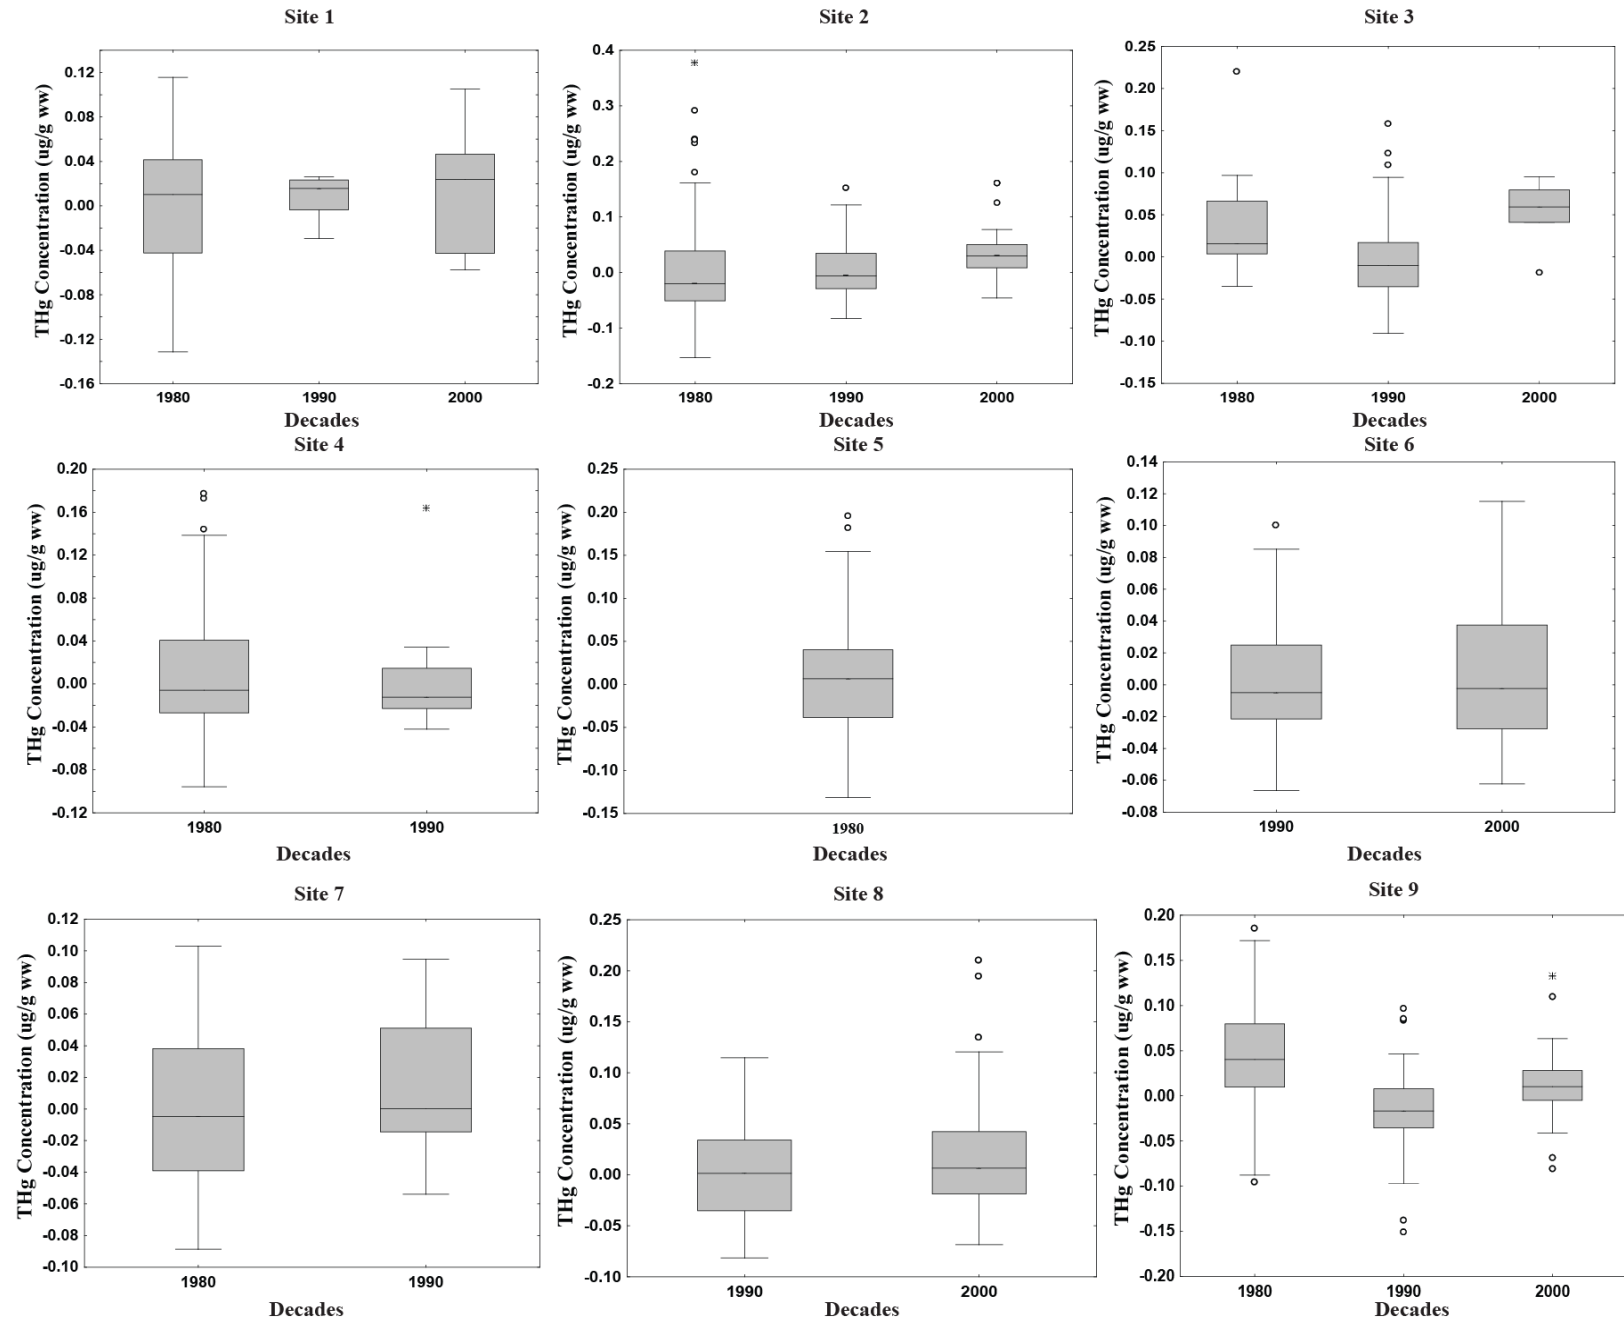 Site 1
THg Concentration (ug/g ww)
0.12
0.08
0.04
0.00
-0.04
-0.08
-0.12
-0.16
1980 1990 2000
Decades
Site 2
THg Concentration (ug/g ww)
0.4
0.3
0.2
0.1
0.0
-0.1
-0.2
1980 1990 2000
Decades
Site 3
THg Concentration (ug/g ww)
0.25
0.20
0.15
0.10
0.05
0.00
-0.05
-0.10
-0.15
1980 1990 2000
Decades
Site 4
THg Concentration (ug/g ww)
0.20
0.16
0.12
0.08
0.04
0.00
-0.04
-0.08
-0.12
1980 1990
Decades
Site 5
THg Concentration (ug/g ww)
0.25
0.20
0.15
0.10
0.05
0.00
-0.05
-0.10
-0.15
1980
Decades
Site 6
THg Concentration (ug/g ww)
0.14
0.12
0.10
0.08
0.06
0.04
0.02
0.00
-0.02
-0.04
-0.06
-0.08
1990 2000
Decades
Site 7
THg Concentration (ug/g ww)
0.12
0.10
0.08
0.06
0.04
0.02
0.00
-0.02
-0.04
-0.06
-0.08
-0.10
1980 1990
Decades
Site 8
THg Concentration (ug/g ww)
0.25
0.20
0.15
0.10
0.05
0.00
-0.05
-0.10
1990 2000
Decades
Site 9
THg Concentration (ug/g ww)
0.20
0.15
0.10
0.05
0.00
-0.05
-0.10
-0.15
-0.20
1980 1990 2000
Decades